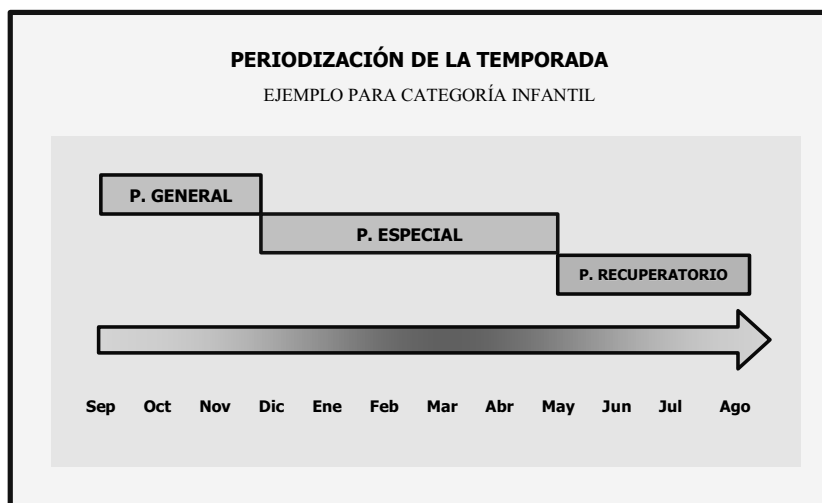 PERIODIZACIÓN DE LA TEMPORADA
EJEMPLO PARA CATEGORÍA INFANTIL
P. GENERAL
P. ESPECIAL
P. RECUPERATORIO
Sep Oct Nov Dic Ene Feb Mar Abr May Jun Jul Ago